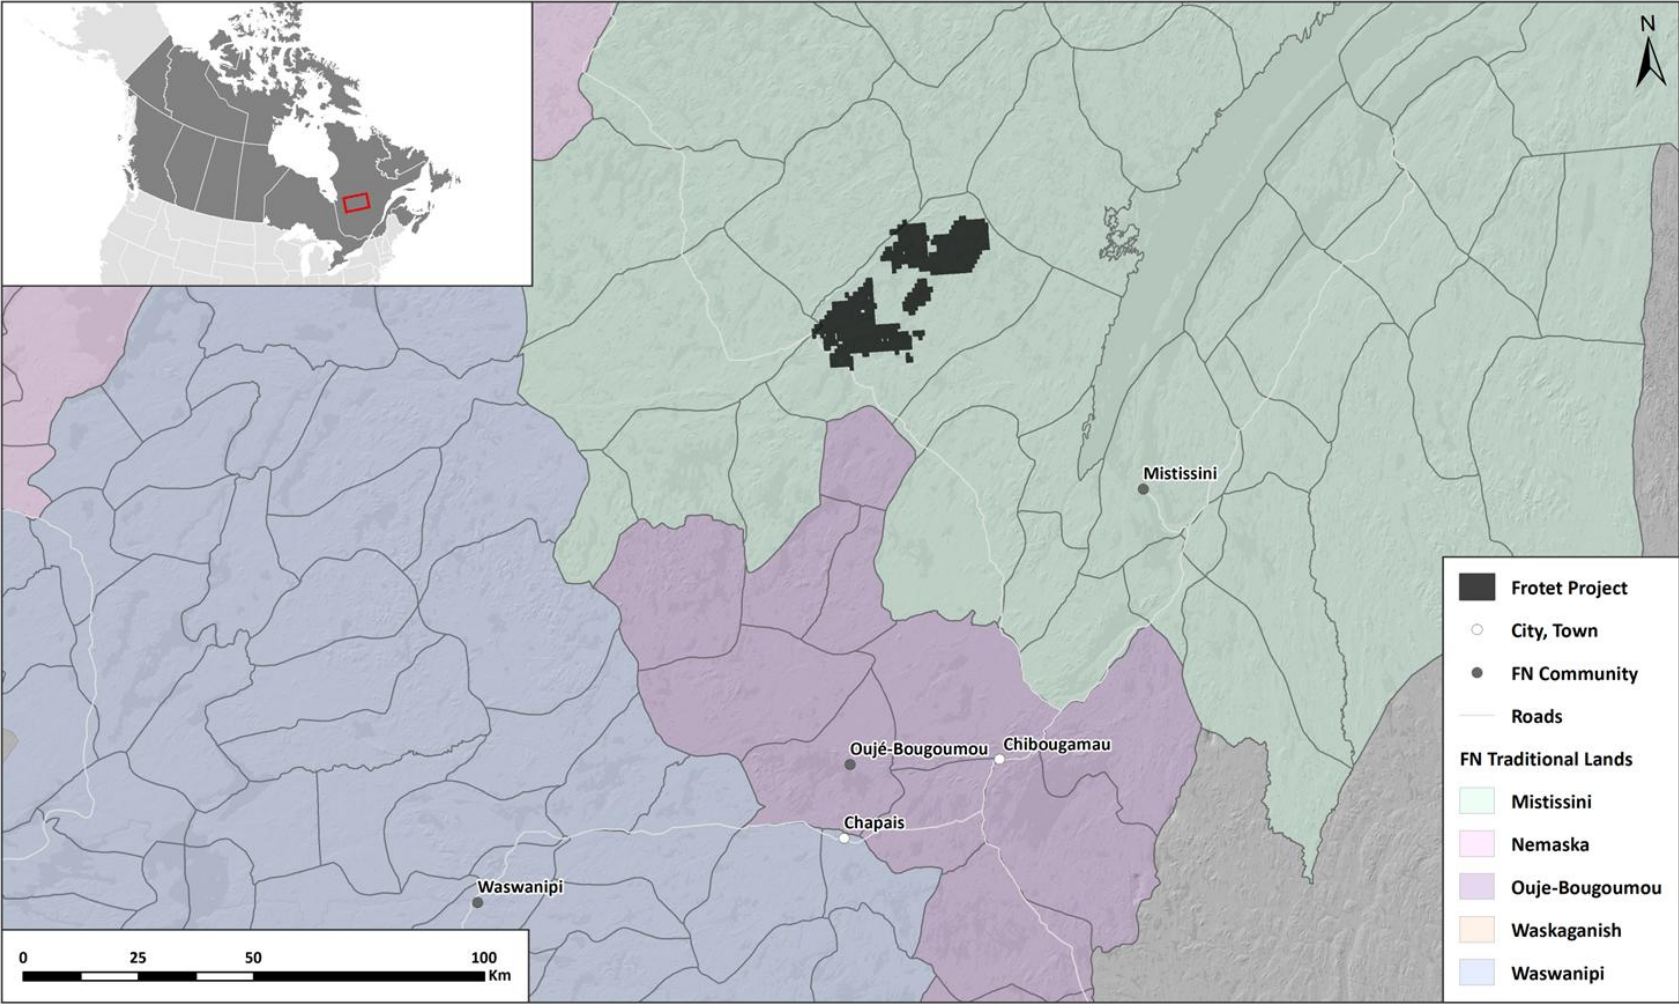 N
Mistissini
Oujé-Bougoumou
Chibougamau
Chapais
Waswanipi
0 25 50 100
Km
Frotet Project
City, Town
FN Community
Roads
FN Traditional Lands
Mistissini
Nemaska
Ouje-Bougoumou
Waskaganish
Waswanipi